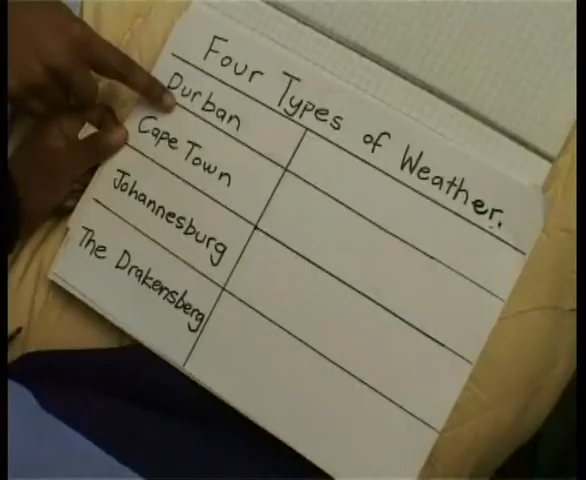 Four Types of Weather.
Durban
Cape Town
Johannesburg
The Drakensberg